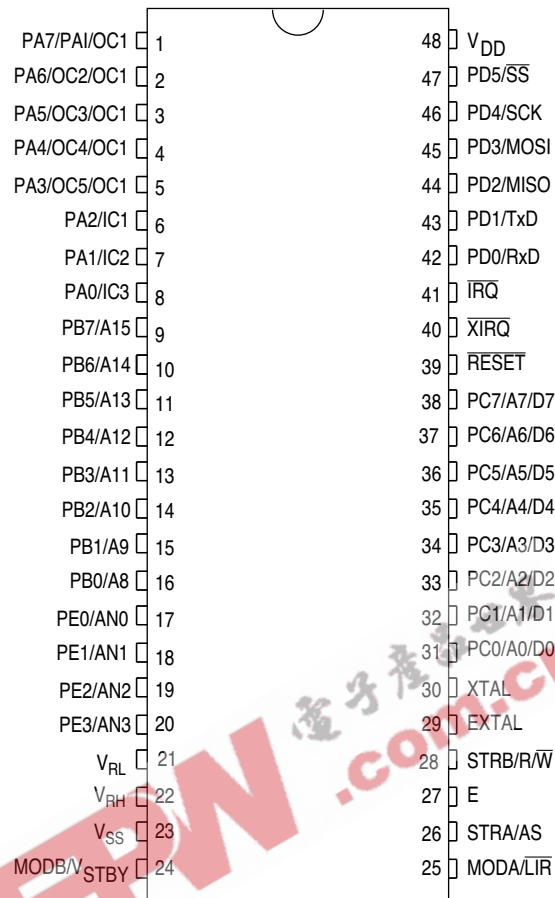 PA7/PAI/OC1 1 48 VDD
PA6/OC2/OC1 2 47 PD5/S̅S̅
PA5/OC3/OC1 3 46 PD4/SCK
PA4/OC4/OC1 4 45 PD3/MOSI
PA3/OC5/OC1 5 44 PD2/MISO
PA2/IC1 6 43 PD1/TxD
PA1/IC2 7 42 PD0/RxD
PA0/IC3 8 41 I̅R̅Q̅
PB7/A15 9 40 X̅I̅R̅Q̅
PB6/A14 10 39 R̅E̅S̅E̅T̅
PB5/A13 11 38 PC7/A7/D7
PB4/A12 12 37 PC6/A6/D6
PB3/A11 13 36 PC5/A5/D5
PB2/A10 14 35 PC4/A4/D4
PB1/A9 15 34 PC3/A3/D3
PB0/A8 16 33 PC2/A2/D2
PE0/AN0 17 32 PC1/A1/D1
PE1/AN1 18 31 PC0/A0/D0
PE2/AN2 19 30 XTAL
PE3/AN3 20 29 EXTAL
VRL 21 28 STRB/R/W̅
VRH 22 27 E
VSS 23 26 STRA/AS
MODB/VSTBY 24 25 MODA/L̅I̅R̅
電子產品世界
.com.c